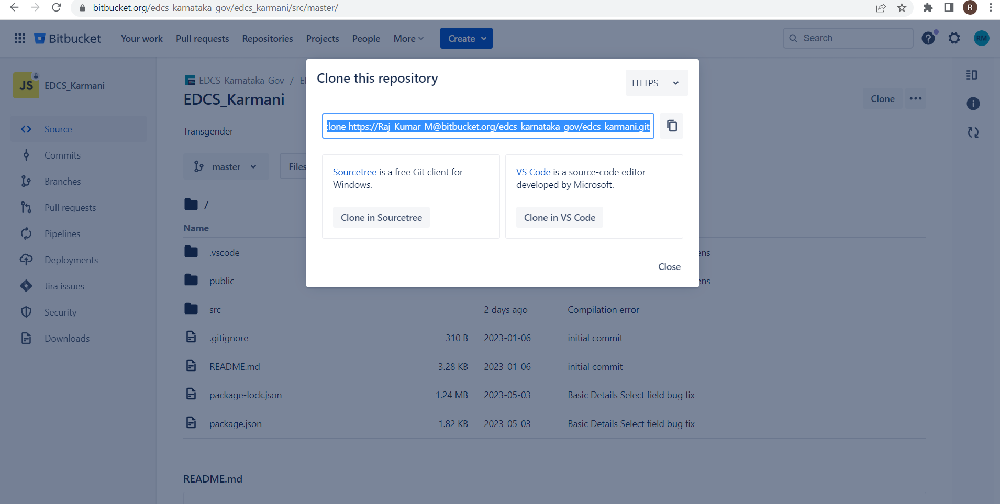 bitbucket.org/edcs-karnataka-gov/edcs_karmani/src/master/
R
Bitbucket
Your work
Pull requests
Repositories
Projects
People
More
Create
Search
?
RM
JS
EDCS_Karmani
Source
Commits
Branches
Pull requests
Pipelines
Deployments
Jira issues
Security
Downloads
EDCS-Karnataka-Gov /
EDCS_Karmani
Clone
Transgender
master
Files
/
Name
.vscode
public
src 2 days ago Compilation error
.gitignore 310 B 2023-01-06 initial commit
README.md 3.28 KB 2023-01-06 initial commit
package-lock.json 1.24 MB 2023-05-03 Basic Details Select field bug fix
package.json 1.82 KB 2023-05-03 Basic Details Select field bug fix
README.md
Clone this repository
HTTPS
clone https://Raj_Kumar_M@bitbucket.org/edcs-karnataka-gov/edcs_karmani.git
Sourcetree is a free Git client for
Windows.
Clone in Sourcetree
VS Code is a source-code editor
developed by Microsoft.
Clone in VS Code
Close